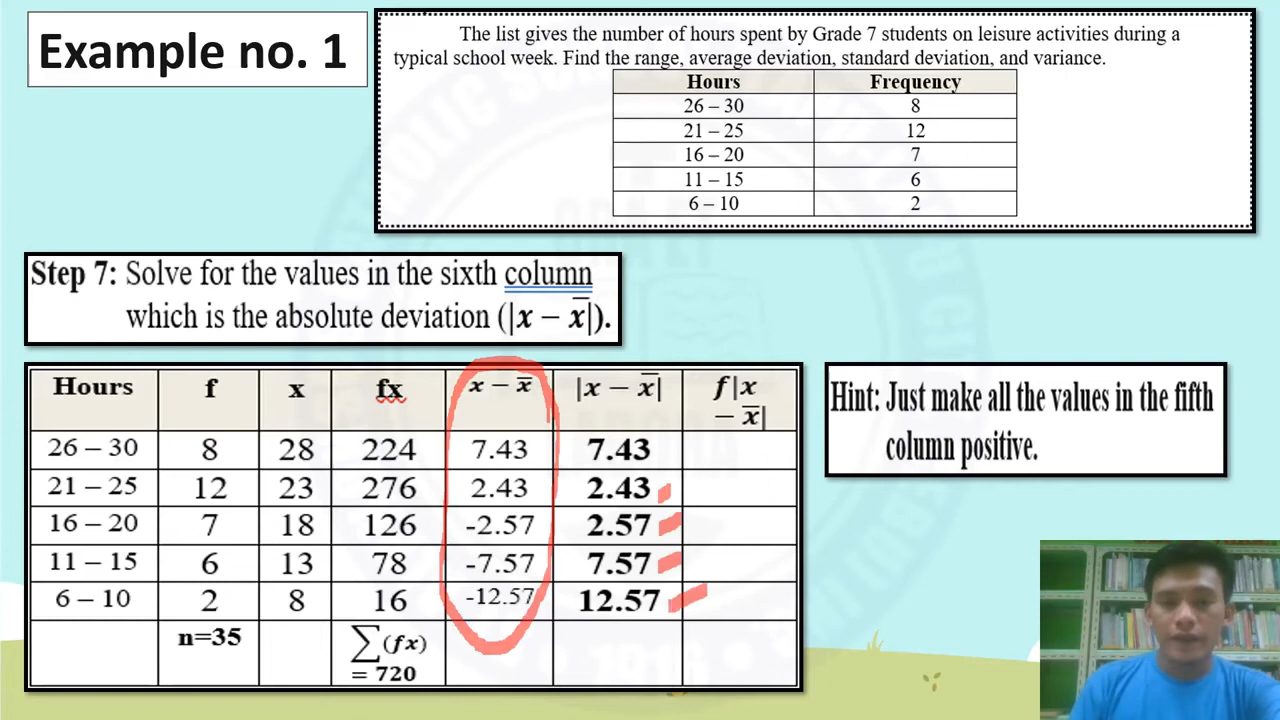 Example no. 1
The list gives the number of hours spent by Grade 7 students on leisure activities during a
typical school week. Find the range, average deviation, standard deviation, and variance.
Hours Frequency
26 – 30 8
21 – 25 12
16 – 20 7
11 – 15 6
6 – 10 2
Step 7: Solve for the values in the sixth column
which is the absolute deviation (|x − x̅|).
Hours f x fx x − x̅ |x − x̅| f|x
− x̅|
26 – 30 8 28 224 7.43 7.43
21 – 25 12 23 276 2.43 2.43
16 – 20 7 18 126 -2.57 2.57
11 – 15 6 13 78 -7.57 7.57
6 – 10 2 8 16 -12.57 12.57
n=35 ∑(fx)
= 720
Hint: Just make all the values in the fifth
column positive.